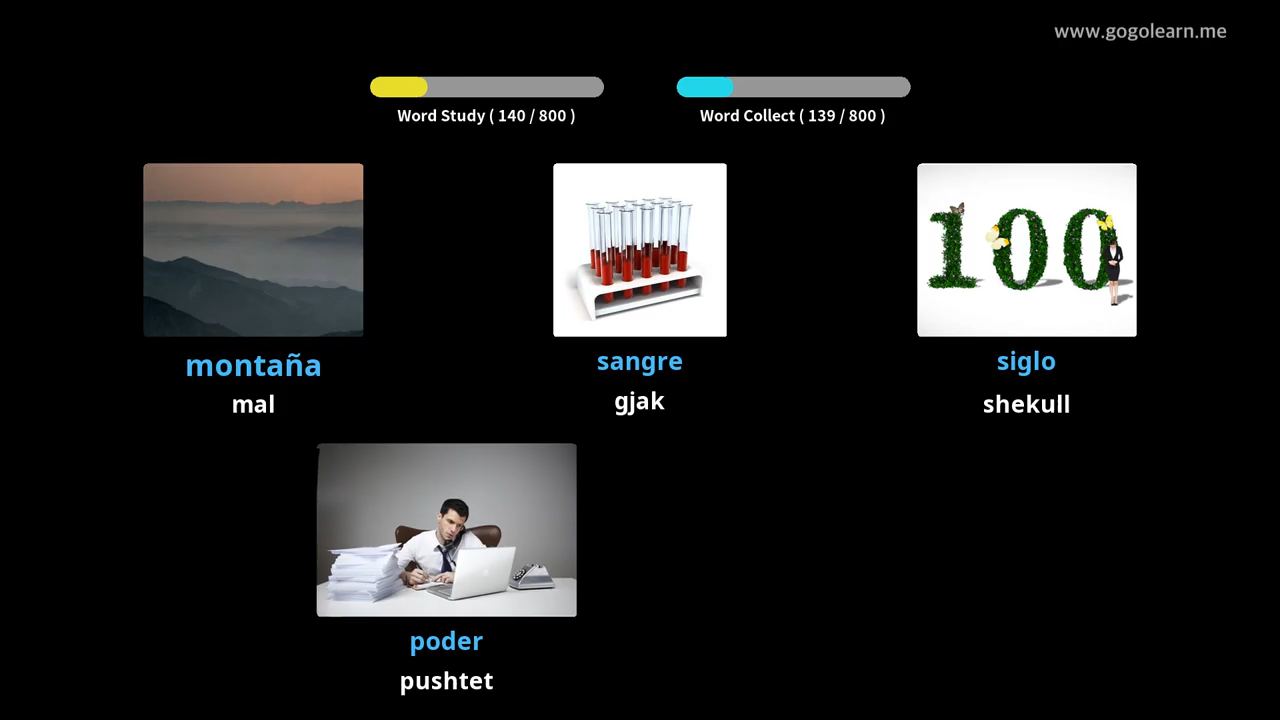 www.gogolearn.me
Word Study ( 140 / 800 )
Word Collect ( 139 / 800 )
100
montaña
mal
sangre
gjak
siglo
shekull
poder
pushtet